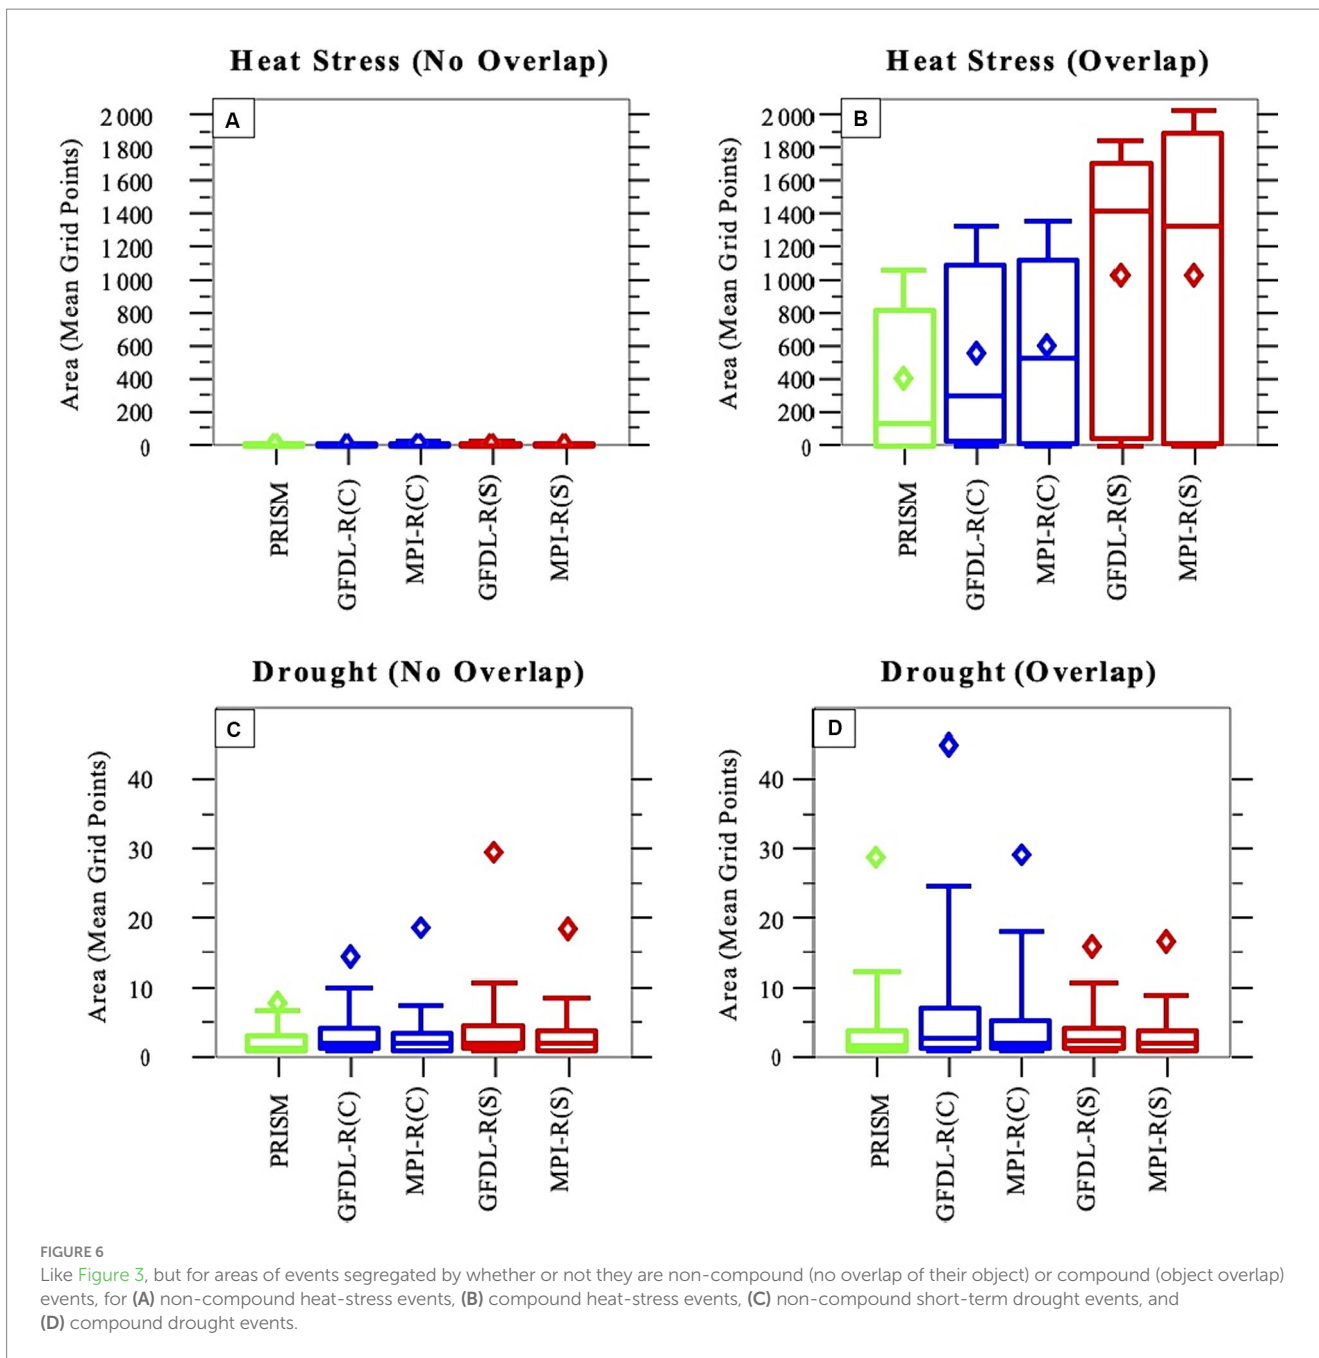 Heat Stress (No Overlap)
A
Area (Mean Grid Points)
2 000
1 800
1 600
1 400
1 200
1 000
800
600
400
200
0
PRISM
GFDL-R(C)
MPI-R(C)
GFDL-R(S)
MPI-R(S)
Heat Stress (Overlap)
B
Area (Mean Grid Points)
2 000
1 800
1 600
1 400
1 200
1 000
800
600
400
200
0
PRISM
GFDL-R(C)
MPI-R(C)
GFDL-R(S)
MPI-R(S)
Drought (No Overlap)
C
Area (Mean Grid Points)
40
30
20
10
0
PRISM
GFDL-R(C)
MPI-R(C)
GFDL-R(S)
MPI-R(S)
Drought (Overlap)
D
Area (Mean Grid Points)
40
30
20
10
0
PRISM
GFDL-R(C)
MPI-R(C)
GFDL-R(S)
MPI-R(S)
FIGURE 6
Like Figure 3, but for areas of events segregated by whether or not they are non-compound (no overlap of their object) or compound (object overlap)
events, for (A) non-compound heat-stress events, (B) compound heat-stress events, (C) non-compound short-term drought events, and
(D) compound drought events.